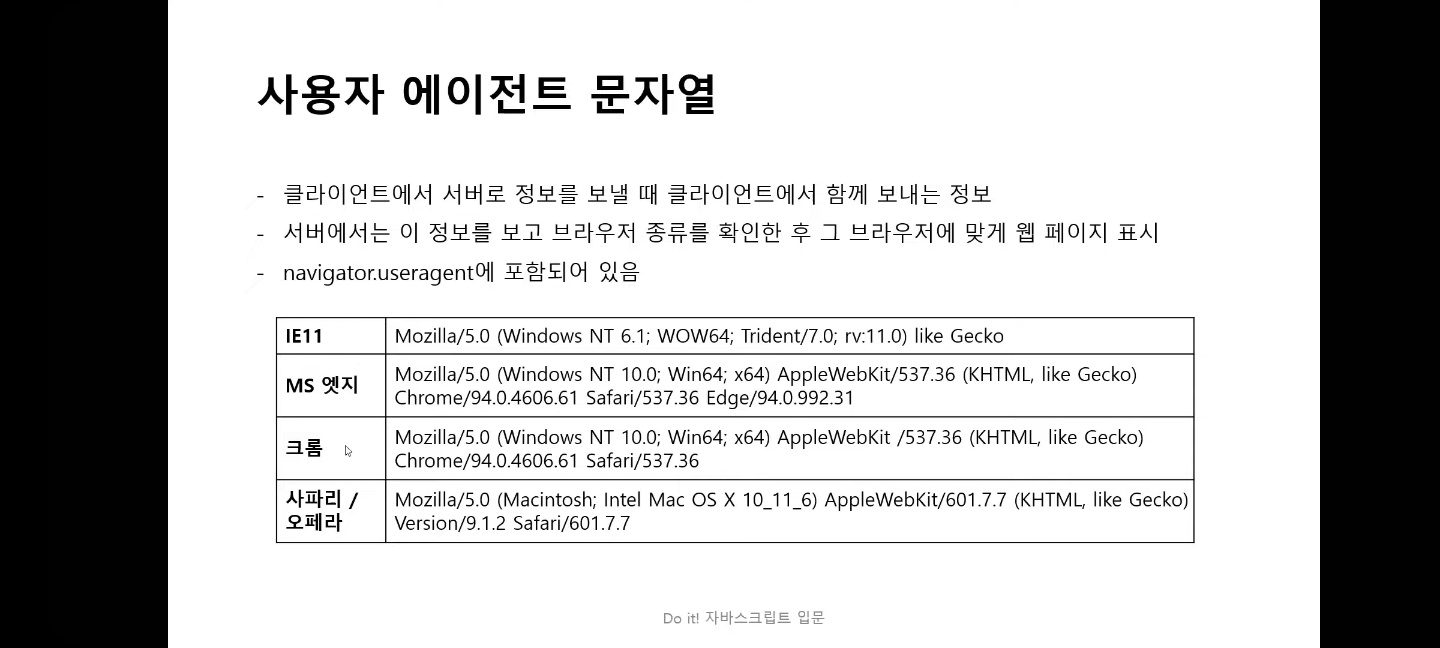 사용자 에이전트 문자열
- 클라이언트에서 서버로 정보를 보낼 때 클라이언트에서 함께 보내는 정보
- 서버에서는 이 정보를 보고 브라우저 종류를 확인한 후 그 브라우저에 맞게 웹 페이지 표시
- navigator.useragent에 포함되어 있음
IE11
Mozilla/5.0 (Windows NT 6.1; WOW64; Trident/7.0; rv:11.0) like Gecko
MS 엣지
Mozilla/5.0 (Windows NT 10.0; Win64; x64) AppleWebKit/537.36 (KHTML, like Gecko)
Chrome/94.0.4606.61 Safari/537.36 Edge/94.0.992.31
크롬
Mozilla/5.0 (Windows NT 10.0; Win64; x64) AppleWebKit /537.36 (KHTML, like Gecko)
Chrome/94.0.4606.61 Safari/537.36
사파리 /
오페라
Mozilla/5.0 (Macintosh; Intel Mac OS X 10_11_6) AppleWebKit/601.7.7 (KHTML, like Gecko)
Version/9.1.2 Safari/601.7.7
Do it! 자바스크립트 입문